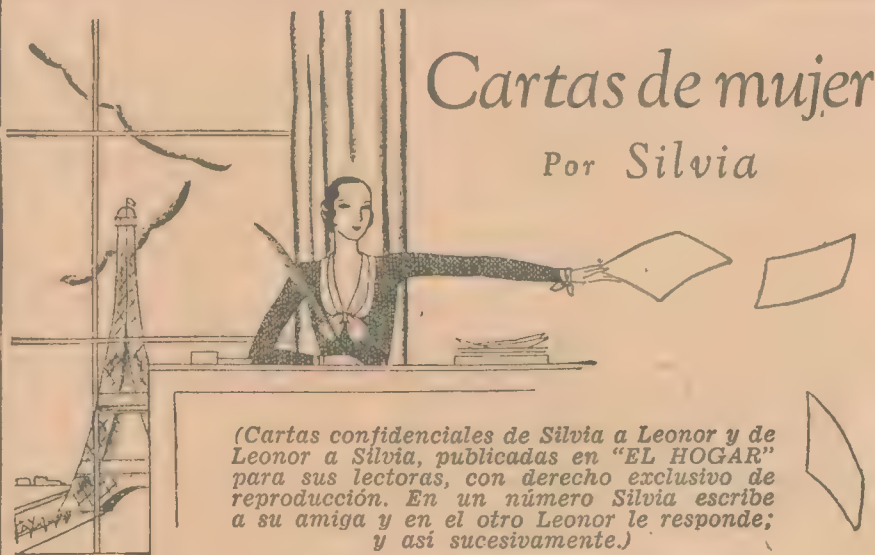 Cartas de mujer
Por Silvia
(Cartas confidenciales de Silvia a Leonor y de
Leonor a Silvia, publicadas en "EL HOGAR"
para sus lectoras, con derecho exclusivo de
reproducción. En un número Silvia escribe
a su amiga y en el otro Leonor le responde;
y así sucesivamente.)